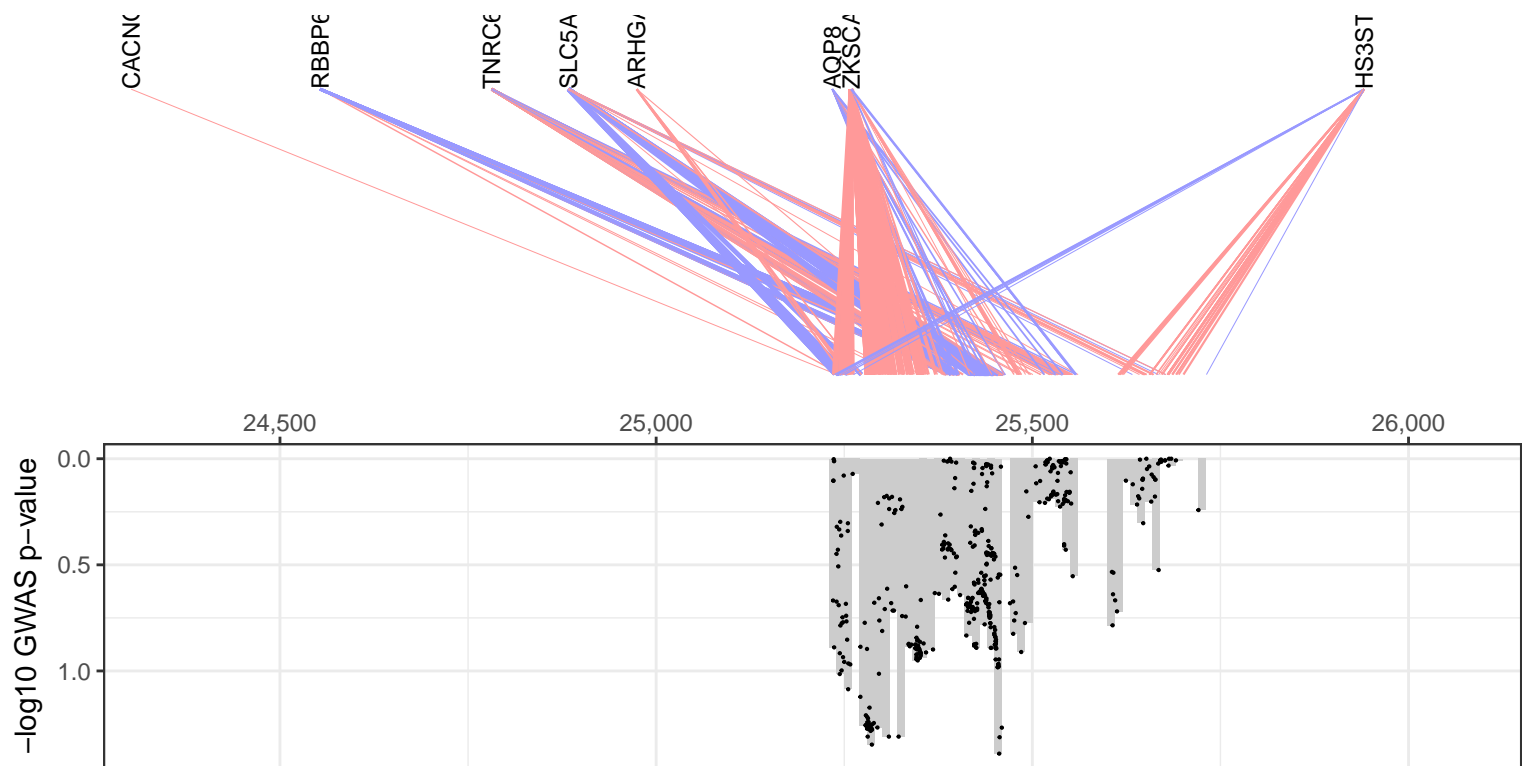 CACN
RBBP6
TNRC6
SLC5A
ARHGA
AQP8
ZKSCA
HS3ST
24,500
25,000
25,500
26,000
0.0
0.5
1.0
−log10 GWAS p−value